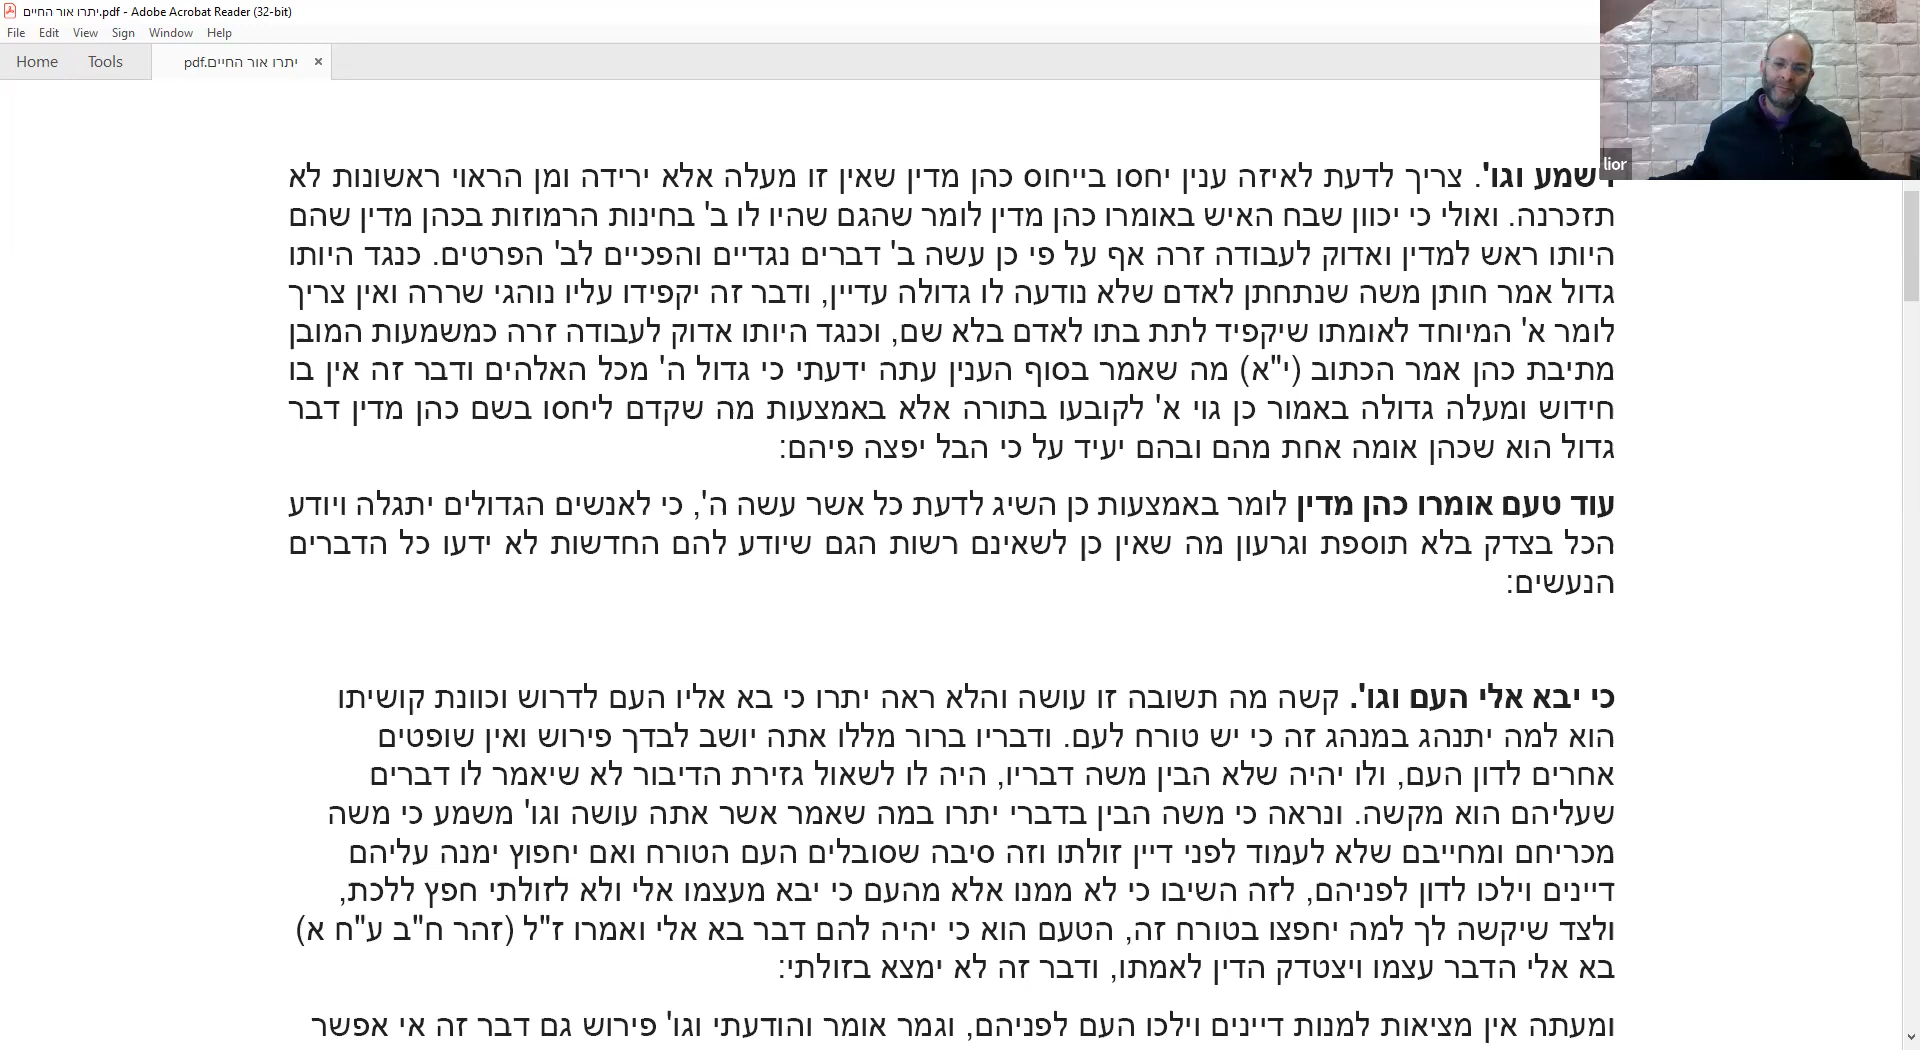 יתרו אור החיים.pdf - Adobe Acrobat Reader (32-bit)
File Edit View Sign Window Help
Home Tools יתרו אור החיים.pdf ×
lior
וגו'. צריך לדעת לאיזה ענין יחסו בייחוס כהן מדין שאין זו מעלה אלא ירידה ומן הראוי ראשונות לא
תזכרנה. ואולי כי יכוון שבח האיש באומרו כהן מדין לומר שהגם שהיו לו ב' בחינות הרמוזות בכהן מדין שהם
היותו ראש למדין ואדוק לעבודה זרה אף על פי כן עשה ב' דברים נגדיים והפכיים לב' הפרטים. כנגד היותו
גדול אמר חותן משה שנתחתן לאדם שלא נודעה לו גדולה עדיין, ודבר זה יקפידו עליו נוהגי שררה ואין צריך
לומר א' המיוחד לאומתו שיקפיד לתת בתו לאדם בלא שם, וכנגד היותו אדוק לעבודה זרה כמשמעות המובן
מתיבת כהן אמר הכתוב (י"א) מה שאמר בסוף הענין עתה ידעתי כי גדול ה' מכל האלהים ודבר זה אין בו
חידוש ומעלה גדולה באמור כן גוי א' לקובעו בתורה אלא באמצעות מה שקדם ליחסו בשם כהן מדין דבר
גדול הוא שכהן אומה אחת מהם ובהם יעיד על כי הבל יפצה פיהם:
עוד טעם אומרו כהן מדין לומר באמצעות כן השיג לדעת כל אשר עשה ה', כי לאנשים הגדולים יתגלה ויודע
הכל בצדק בלא תוספת וגרעון מה שאין כן לשאינם רשות הגם שיודע להם החדשות לא ידעו כל הדברים
הנעשים:
כי יבא אלי העם וגו'. קשה מה תשובה זו עושה והלא ראה יתרו כי בא אליו העם לדרוש וכוונת קושיתו
הוא למה יתנהג במנהג זה כי יש טורח לעם. ודבריו ברור מללו אתה יושב לבדך פירוש ואין שופטים
אחרים לדון העם, ולו יהיה שלא הבין משה דבריו, היה לו לשאול גזירת הדיבור לא שיאמר לו דברים
שעליהם הוא מקשה. ונראה כי משה הבין בדברי יתרו במה שאמר אשר אתה עושה וגו' משמע כי משה
מכריחם ומחייבם שלא לעמוד לפני דיין זולתו וזה סיבה שסובלים העם הטורח ואם יחפוץ ימנה עליהם
דיינים וילכו לדון לפניהם, לזה השיבו כי לא ממנו אלא מהעם כי יבא מעצמו אלי ולא לזולתי חפץ ללכת,
ולצד שיקשה לך למה יחפצו בטורח זה, הטעם הוא כי יהיה להם דבר בא אלי ואמרו ז"ל (זהר ח"ב ע"ח א)
בא אלי הדבר עצמו ויצטדק הדין לאמתו, ודבר זה לא ימצא בזולתי:
ומעתה אין מציאות למנות דיינים וילכו העם לפניהם, וגמר אומר והודעתי וגו' פירוש גם דבר זה אי אפשר